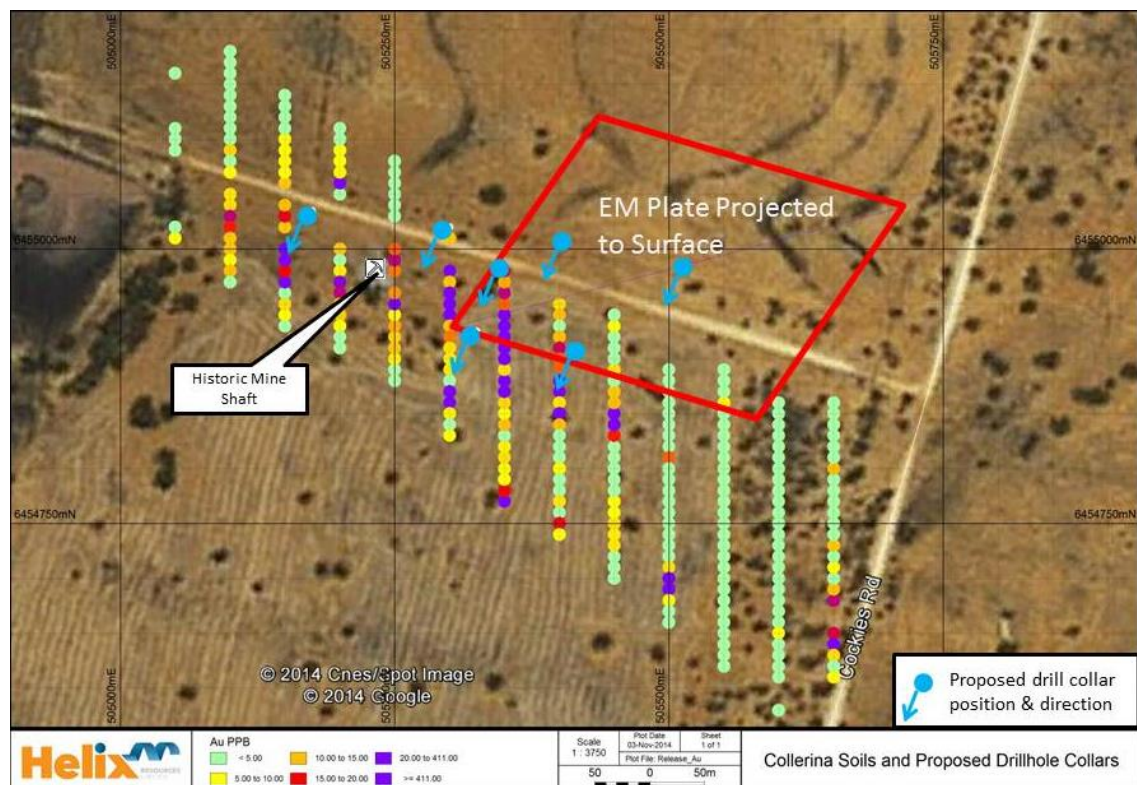 505000mE
505250mE
505500mE
505750mE
EM Plate Projected
to Surface
6455000mN
6455000mN
Historic Mine
Shaft
6454750mN
6454750mN
Cockies Rd
505000mE
505250mE
505500mE
© 2014 Cnes/Spot Image
© 2014 Google
Proposed drill collar
position & direction
Helix
RESOURCES
Au PPB
< 5.00
10.00 to 15.00
20.00 to 411.00
5.00 to 10.00
15.00 to 20.00
>= 411.00
Scale
1 : 3750
Plot Date
03-Nov-2014
Sheet
1 of 1
Plot File: Release_Au
50 0 50m
Collerina Soils and Proposed Drillhole Collars